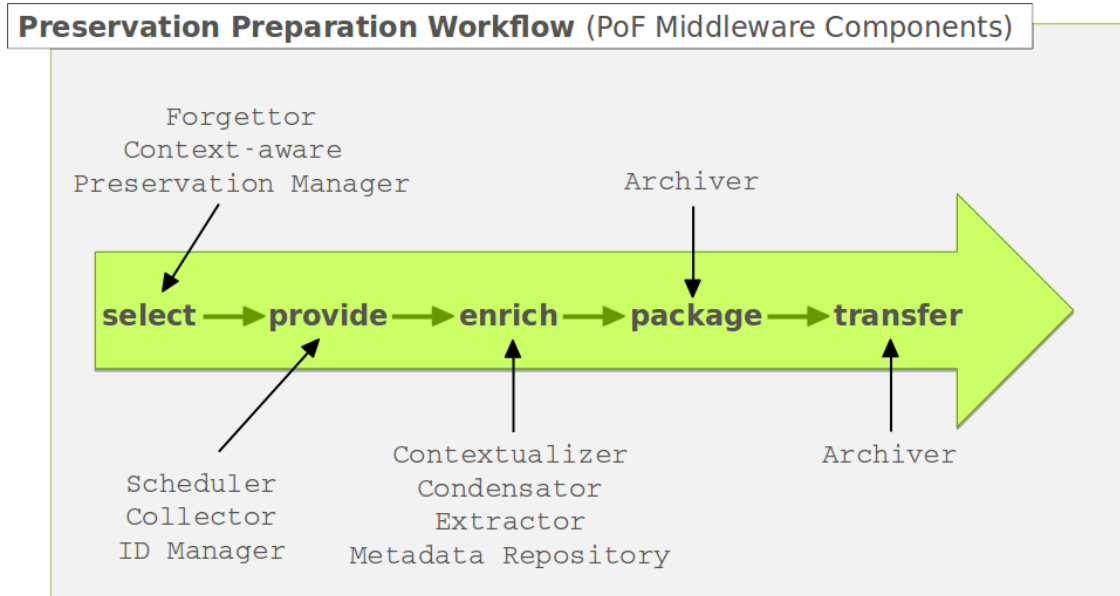 Preservation Preparation Workflow (PoF Middleware Components)
Forgettor
Context-aware
Preservation Manager
Archiver
select provide enrich package transfer
Scheduler
Collector
ID Manager
Contextualizer
Condensator
Extractor
Metadata Repository
Archiver